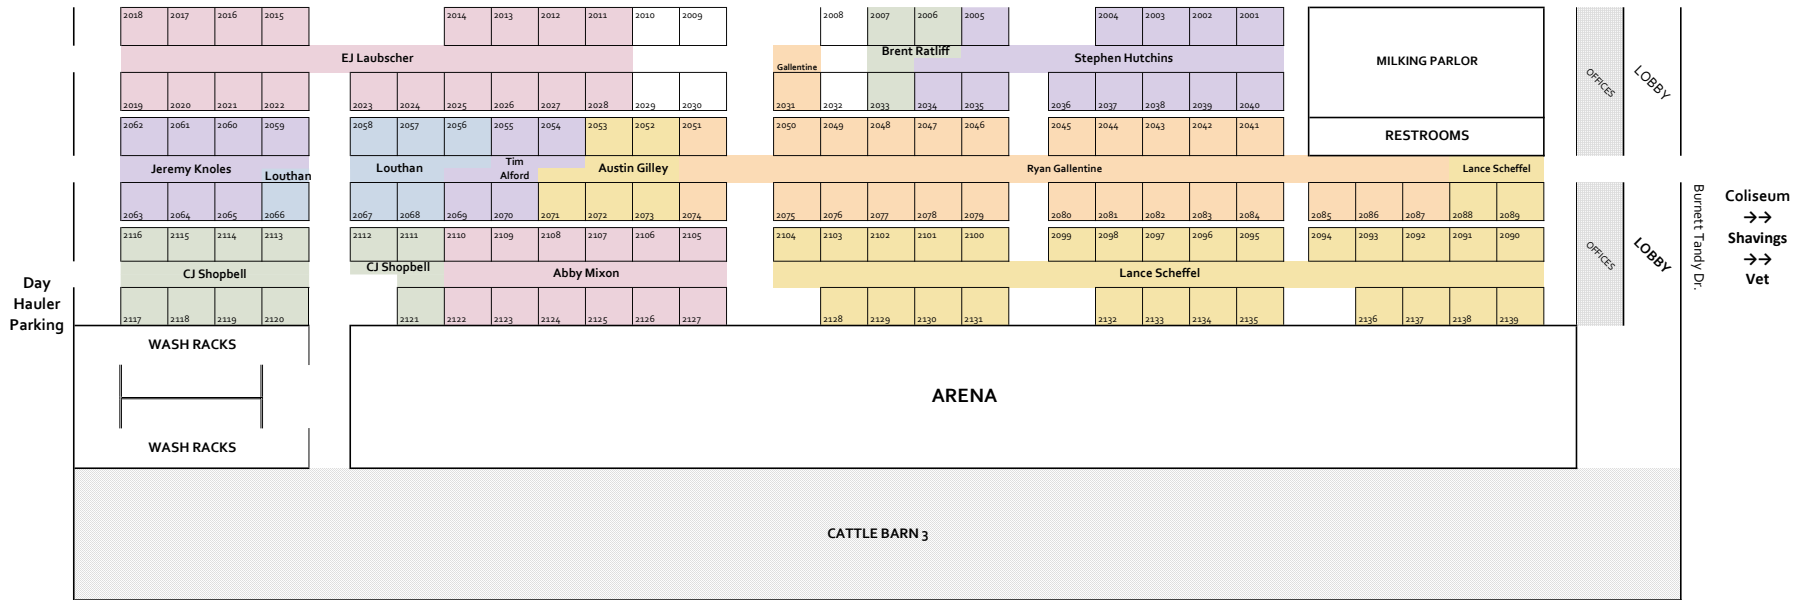 2018 2017 2016 2015 2014 2013 2012 2011 2010 2009 2008 2007 2006 2005 2004 2003 2002 2001
EJ Laubscher
Brent Ratliff
Gallentine
Stephen Hutchins
MILKING PARLOR
OFFICES
LOBBY
2019 2020 2021 2022 2023 2024 2025 2026 2027 2028 2029 2030 2031 2032 2033 2034 2035 2036 2037 2038 2039 2040
2062 2061 2060 2059 2058 2057 2056 2055 2054 2053 2052 2051 2050 2049 2048 2047 2046 2045 2044 2043 2042 2041
RESTROOMS
Jeremy Knoles
Louthan
Louthan
Tim
Alford
Austin Gilley
Ryan Gallentine
Lance Scheffel
2063 2064 2065 2066 2067 2068 2069 2070 2071 2072 2073 2074 2075 2076 2077 2078 2079 2080 2081 2082 2083 2084 2085 2086 2087 2088 2089
2116 2115 2114 2113 2112 2111 2110 2109 2108 2107 2106 2105 2104 2103 2102 2101 2100 2099 2098 2097 2096 2095 2094 2093 2092 2091 2090
OFFICES
LOBBY
Burnett Tandy Dr.
Coliseum
→→
Shavings
→→
Vet
CJ Shopbell
CJ Shopbell
Abby Mixon
Lance Scheffel
Day
Hauler
Parking
2117 2118 2119 2120 2121 2122 2123 2124 2125 2126 2127 2128 2129 2130 2131 2132 2133 2134 2135 2136 2137 2138 2139
WASH RACKS
ARENA
WASH RACKS
CATTLE BARN 3